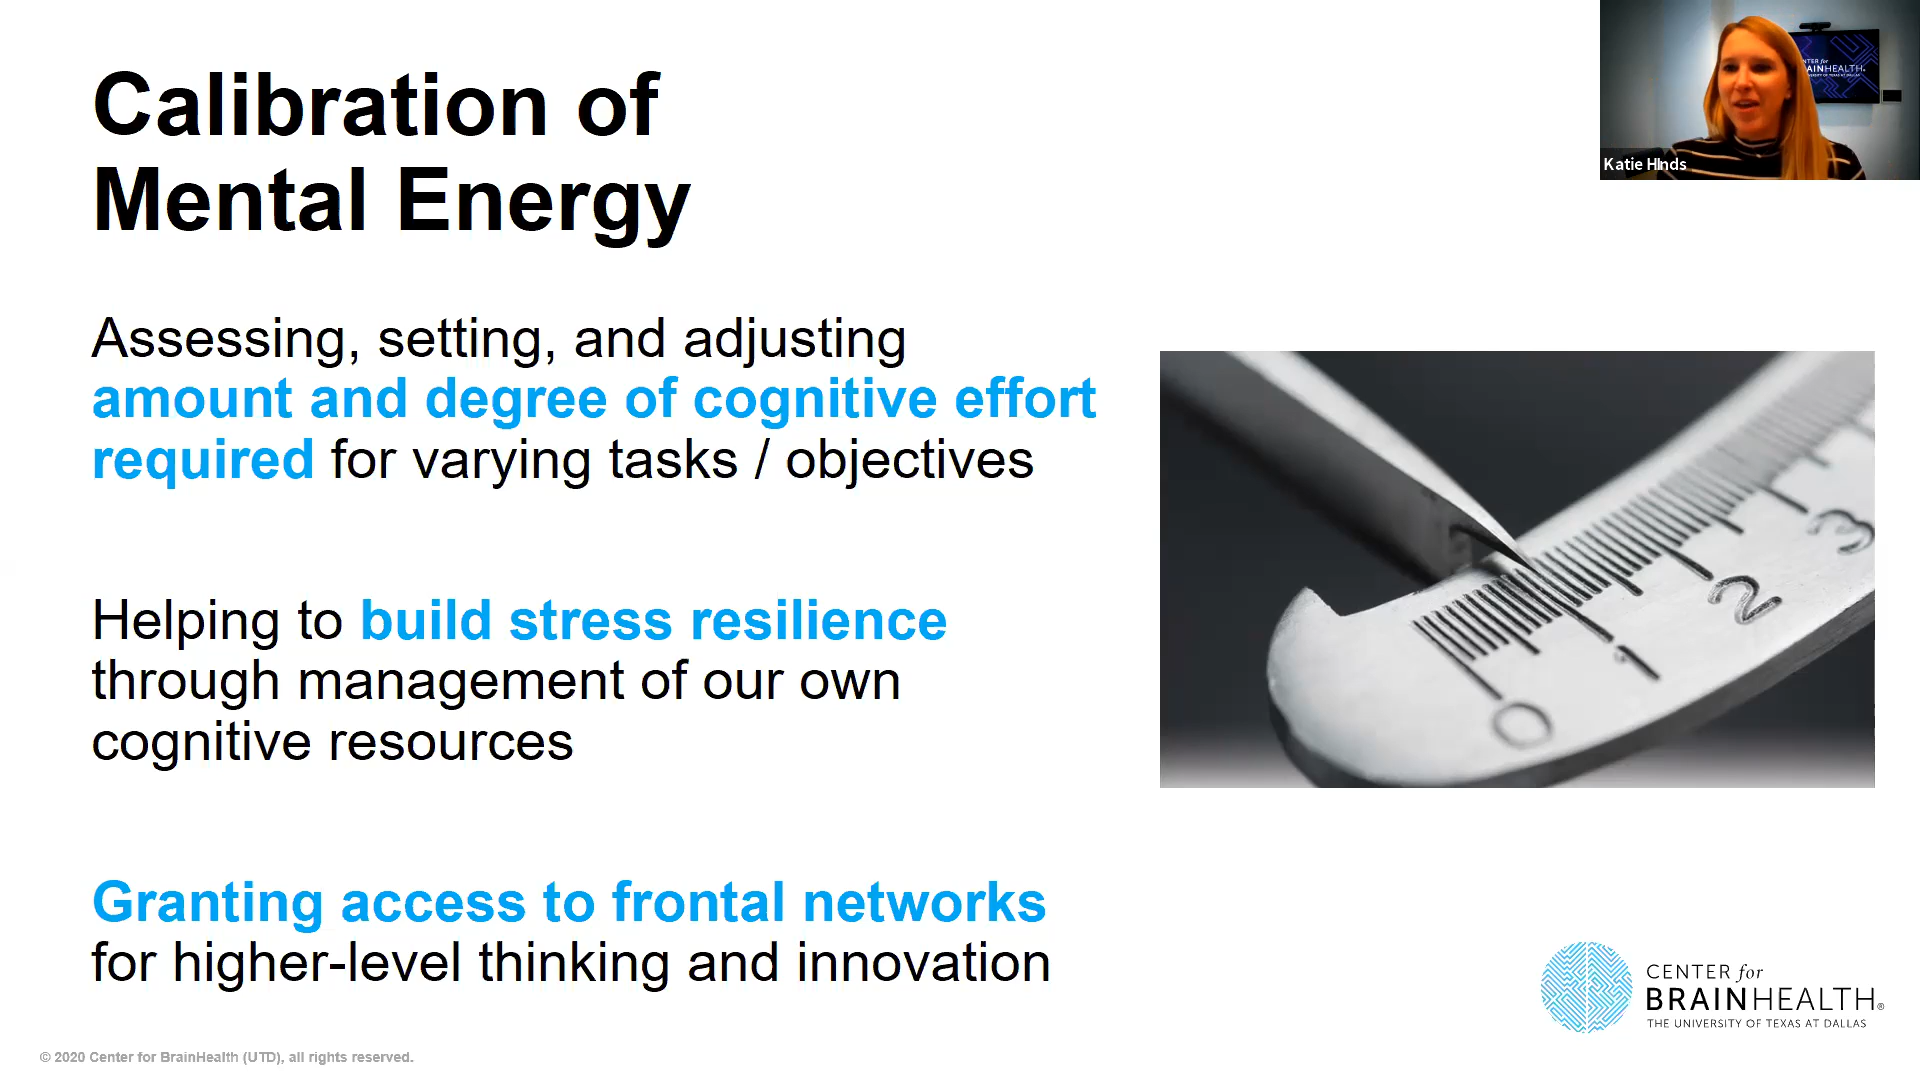 Calibration of
Mental Energy
Assessing, setting, and adjusting
amount and degree of cognitive effort
required for varying tasks / objectives
Helping to build stress resilience
through management of our own
cognitive resources
Granting access to frontal networks
for higher-level thinking and innovation
© 2020 Center for BrainHealth (UTD), all rights reserved.
Katie HInds
0 1 2 3
CENTER for
BRAINHEALTH®
THE UNIVERSITY OF TEXAS AT DALLAS